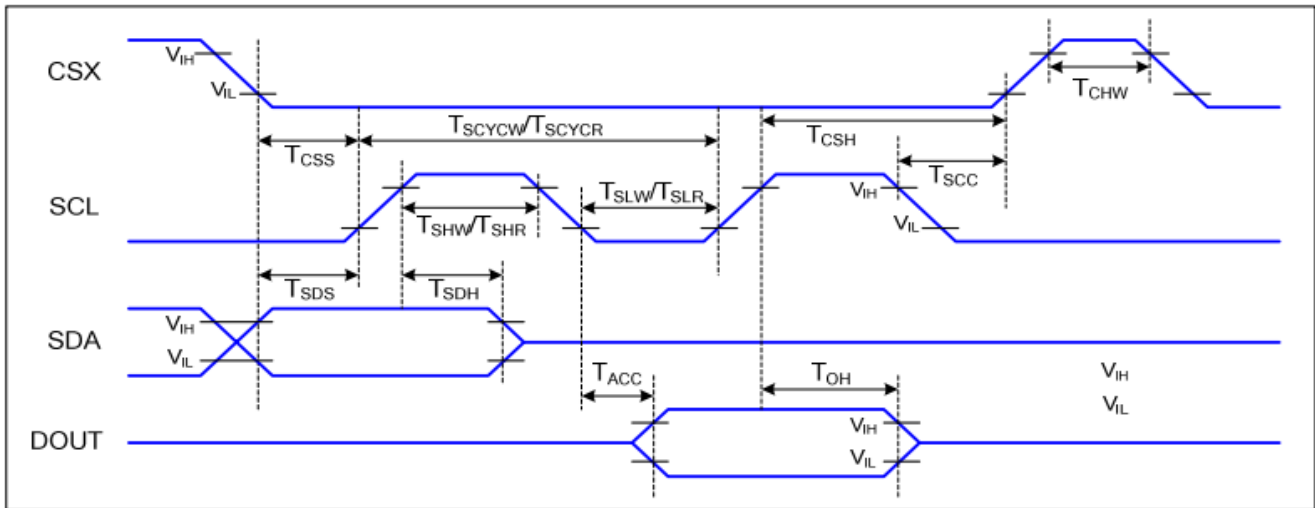 CSX
VIH
VIL
TCHW
TSCYCW/TSCYCR
TCSS
TCSH
TSCC
SCL
VIH
TSLW/TSLR
TSHW/TSHR
VIL
TSDS
TSDH
SDA
VIH
VIL
TACC
TOH
VIH
VIL
DOUT
VIH
VIL